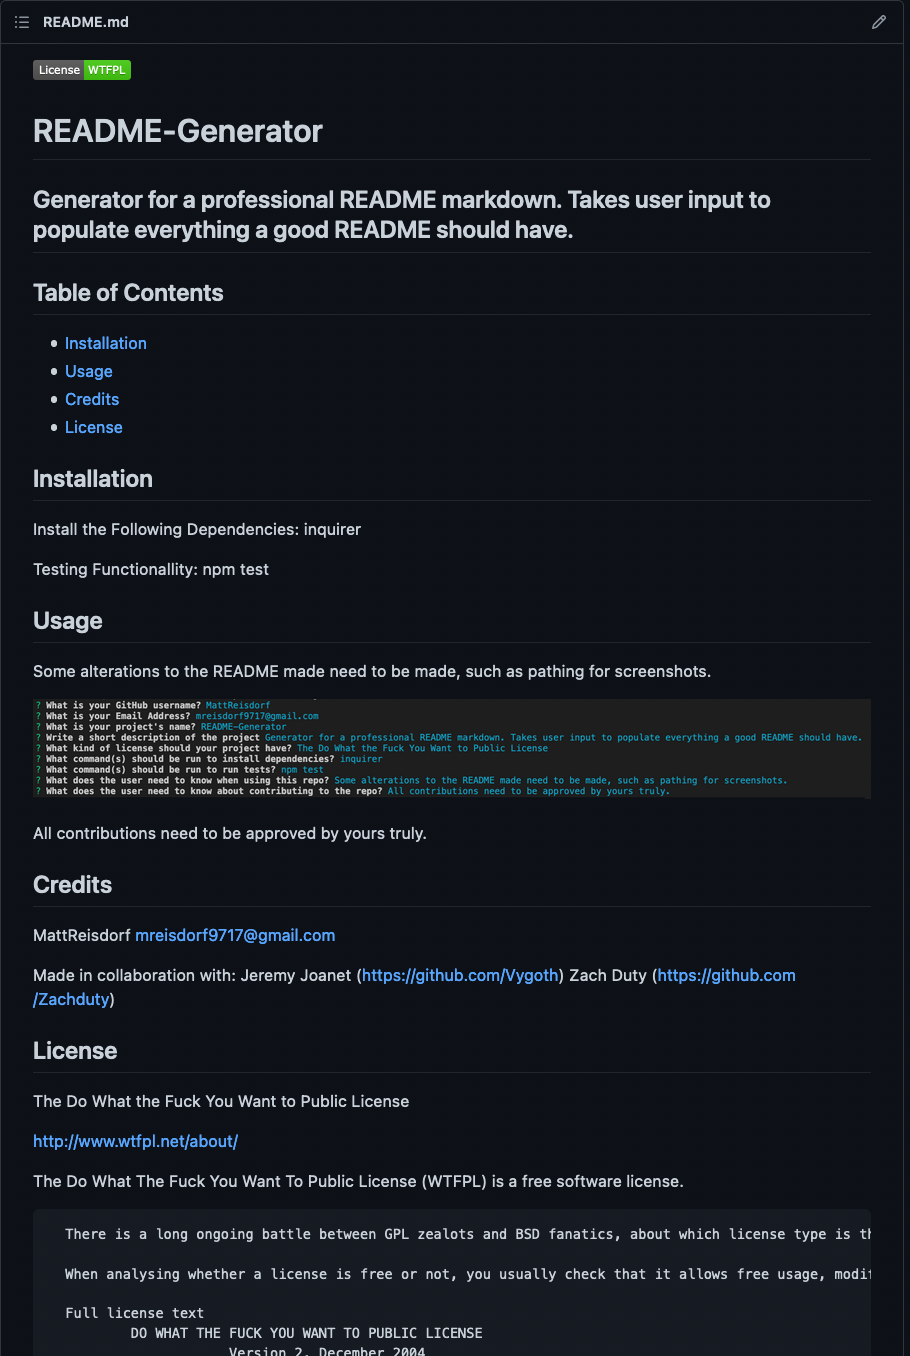 README.md
License WTFPL
README-Generator
Generator for a professional README markdown. Takes user input to
populate everything a good README should have.
Table of Contents
Installation
Usage
Credits
License
Installation
Install the Following Dependencies: inquirer
Testing Functionallity: npm test
Usage
Some alterations to the README made need to be made, such as pathing for screenshots.
? What is your GitHub username? MattReisdorf
? What is your Email Address? mreisdorf9717@gmail.com
? What is your project's name? README-Generator
? Write a short description of the project Generator for a professional README markdown. Takes user input to populate everything a good README should have.
? What kind of license should your project have? The Do What the Fuck You Want to Public License
? What command(s) should be run to install dependencies? inquirer
? What command(s) should be run to run tests? npm test
? What does the user need to know when using this repo? Some alterations to the README made need to be made, such as pathing for screenshots.
? What does the user need to know about contributing to the repo? All contributions need to be approved by yours truly.
All contributions need to be approved by yours truly.
Credits
MattReisdorf mreisdorf9717@gmail.com
Made in collaboration with: Jeremy Joanet (https://github.com/Vygoth) Zach Duty (https://github.com
/Zachduty)
License
The Do What the Fuck You Want to Public License
http://www.wtfpl.net/about/
The Do What The Fuck You Want To Public License (WTFPL) is a free software license.
There is a long ongoing battle between GPL zealots and BSD fanatics, about which license type is
When analysing whether a license is free or not, you usually check that it allows free usage,
Full license text
DO WHAT THE FUCK YOU WANT TO PUBLIC LICENSE
Version 2, December 2004